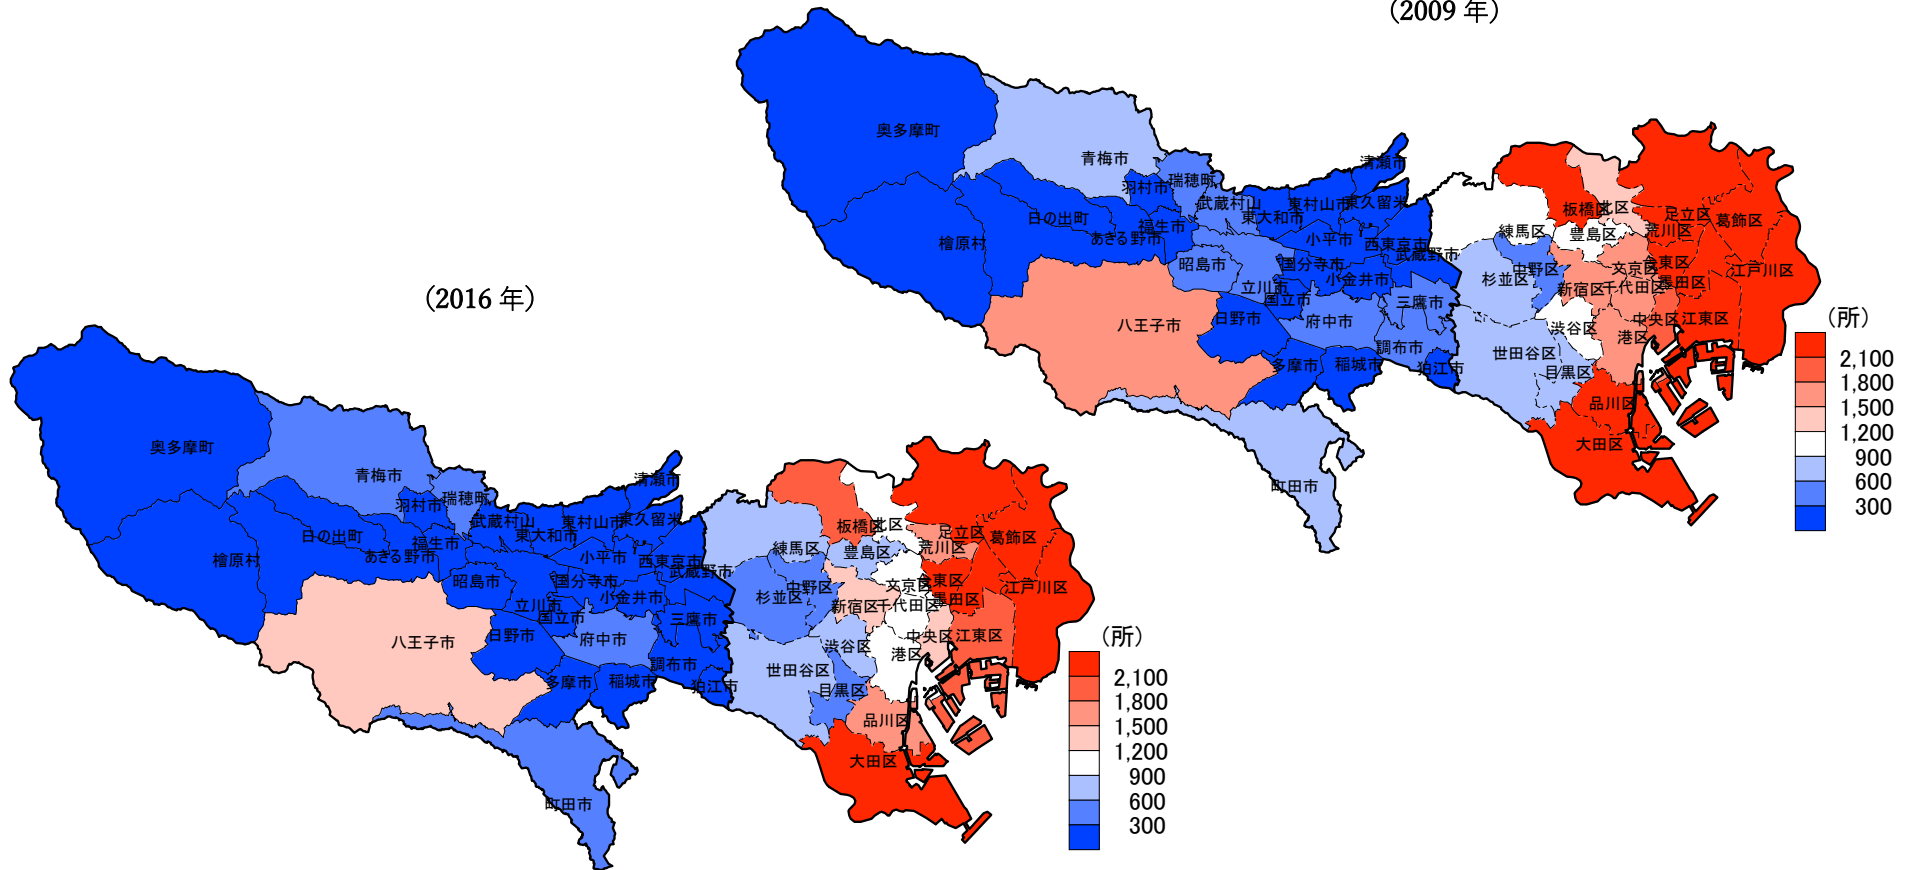 (2009 年)
奥多摩町
青梅市
清瀬市
羽村市
瑞穂町
武蔵村山
東大和市
東村山市
東久留米
日の出町
福生市
あきる野市
檜原村
小平市
西東京市
武蔵野市
昭島市
国分寺市
小金井市
立川市
国立市
三鷹市
八王子市
日野市
府中市
調布市
多摩市
稲城市
狛江市
町田市
板橋区
北区
足立区
葛飾区
練馬区
豊島区
荒川区
杉並区
中野区
文京区
台東区
江戸川区
新宿区
千代田区
墨田区
渋谷区
中央区
江東区
港区
世田谷区
目黒区
品川区
大田区
(所)
2,100
1,800
1,500
1,200
900
600
300
(2016 年)
奥多摩町
青梅市
清瀬市
羽村市
瑞穂町
武蔵村山
東大和市
東村山市
東久留米
日の出町
福生市
あきる野市
檜原村
小平市
西東京市
武蔵野市
昭島市
国分寺市
小金井市
立川市
国立市
三鷹市
八王子市
日野市
府中市
調布市
多摩市
稲城市
狛江市
町田市
板橋区
北区
足立区
葛飾区
練馬区
豊島区
荒川区
杉並区
中野区
文京区
台東区
江戸川区
新宿区
千代田区
墨田区
渋谷区
中央区
江東区
港区
世田谷区
目黒区
品川区
大田区
(所)
2,100
1,800
1,500
1,200
900
600
300